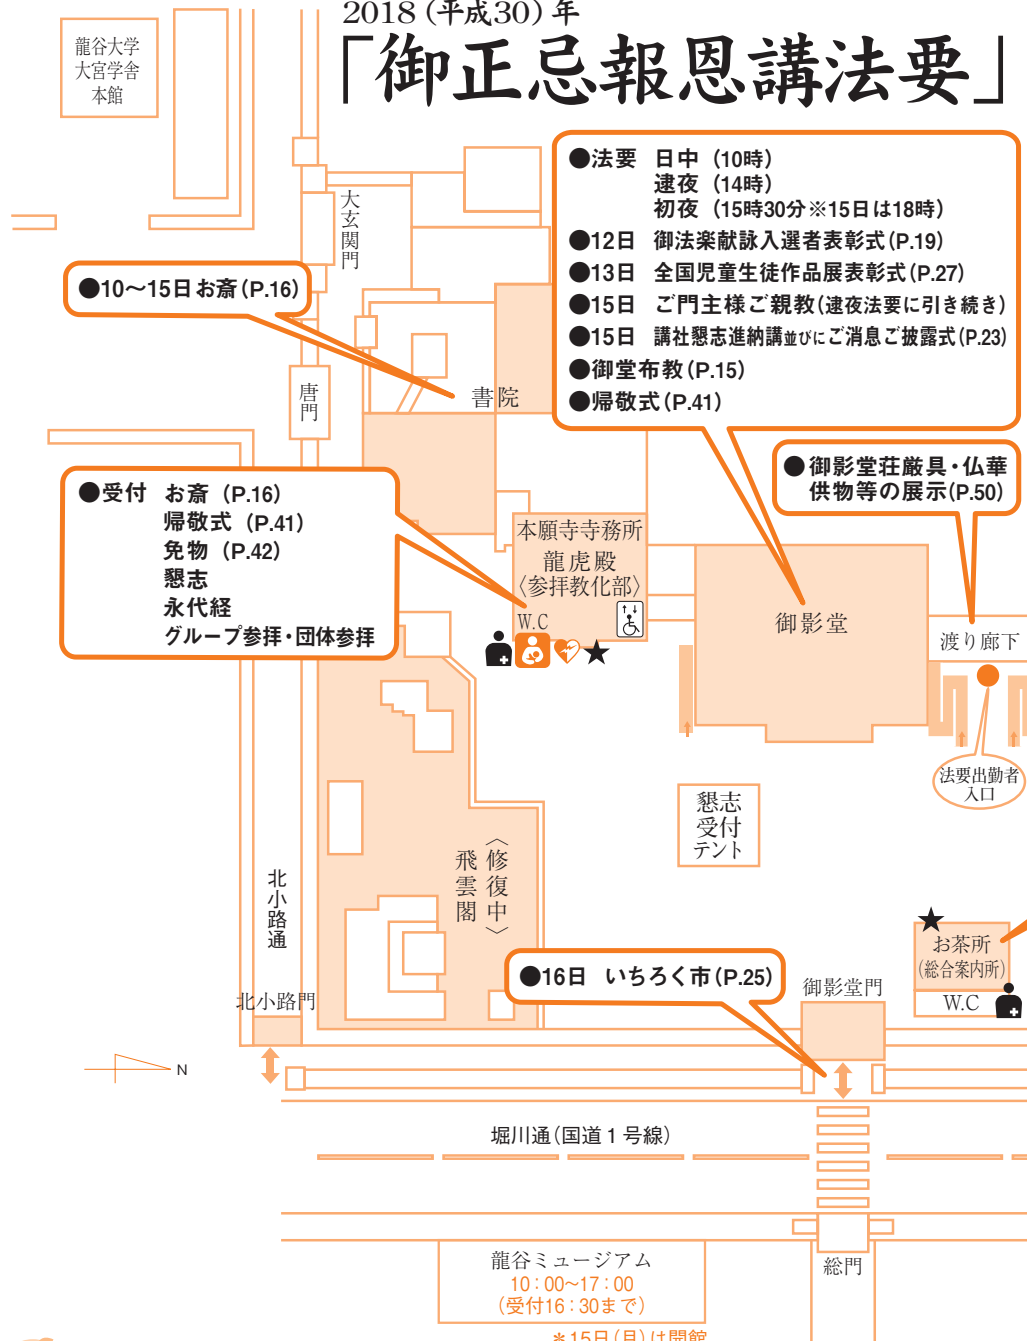 2018（平成30）年
「御正忌報恩講法要」
龍谷大学
大宮学舎
本館
大玄関門
●法要 日中（10時）
逮夜（14時）
初夜（15時30分※15日は18時）
●12日 御法楽献詠入選者表彰式（P.19）
●13日 全国児童生徒作品展表彰式（P.27）
●15日 ご門主様ご親教（逮夜法要に引き続き）
●15日 講社懇志進納講並びにご消息ご披露式（P.23）
●御堂布教（P.15）
●帰敬式（P.41）
●10〜15日お斎（P.16）
書院
唐門
●御影堂荘厳具・仏華
供物等の展示（P.50）
●受付 お斎（P.16）
帰敬式（P.41）
免物（P.42）
懇志
永代経
グループ参拝・団体参拝
本願寺寺務所
龍虎殿
〈参拝教化部〉
W.C
御影堂
渡り廊下
法要出勤者
入口
懇志
受付
テント
〈修復中〉
飛雲閣
北小路通
お茶所
（総合案内所）
W.C
●16日 いちろく市（P.25）
御影堂門
北小路門
N
堀川通（国道1号線）
総門
龍谷ミュージアム
10：00〜17：00
（受付16：30まで）
＊15日（月）は開館